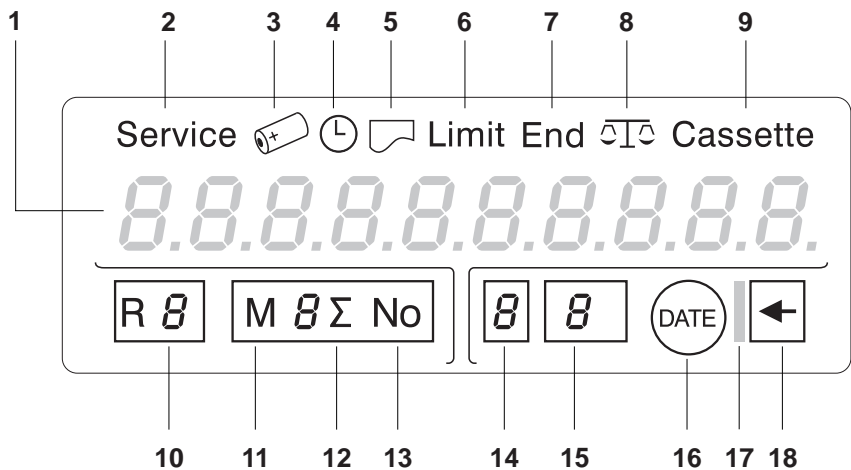 1 2 3 4 5 6 7 8 9
Service Limit End Cassette
8.8.8.8.8.8.8.8.8.8.
R 8 M 8 Σ No 8 8 DATE
10 11 12 13 14 15 16 17 18